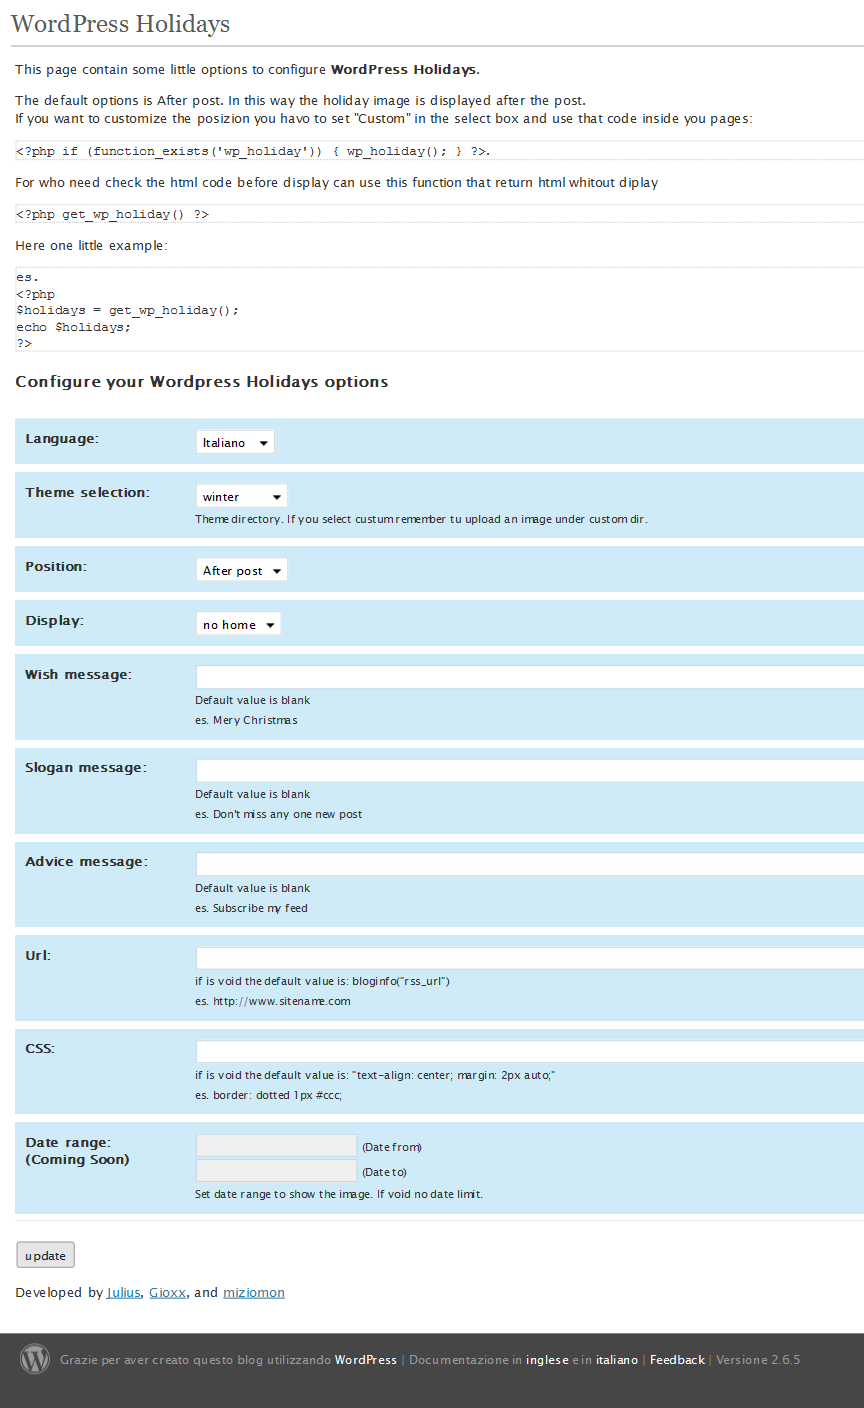 WordPress Holidays
This page contain some little options to configure WordPress Holidays.
The default options is After post. In this way the holiday image is displayed after the post.
If you want to customize the posizion you havo to set "Custom" in the select box and use that code inside you pages:
<?php if (function_exists('wp_holiday')) { wp_holiday(); } ?>.
For who need check the html code before display can use this function that return html whitout diplay
<?php get_wp_holiday() ?>
Here one little example:
es.
<?php
$holidays = get_wp_holiday();
echo $holidays;
?>
Configure your Wordpress Holidays options
Language: Italiano
Theme selection: winter
Theme directory. If you select custum remember tu upload an image under custom dir.
Position: After post
Display: no home
Wish message:
Default value is blank
es. Mery Christmas
Slogan message:
Default value is blank
es. Don't miss any one new post
Advice message:
Default value is blank
es. Subscribe my feed
Url:
if is void the default value is: bloginfo("rss_url")
es. http://www.sitename.com
CSS:
if is void the default value is: "text-align: center; margin: 2px auto;"
es. border: dotted 1px #ccc;
Date range: (Date from)
(Coming Soon) (Date to)
Set date range to show the image. If void no date limit.
update
Developed by Julius, Gioxx, and miziomon
Grazie per aver creato questo blog utilizzando WordPress | Documentazione in inglese e in italiano | Feedback | Versione 2.6.5